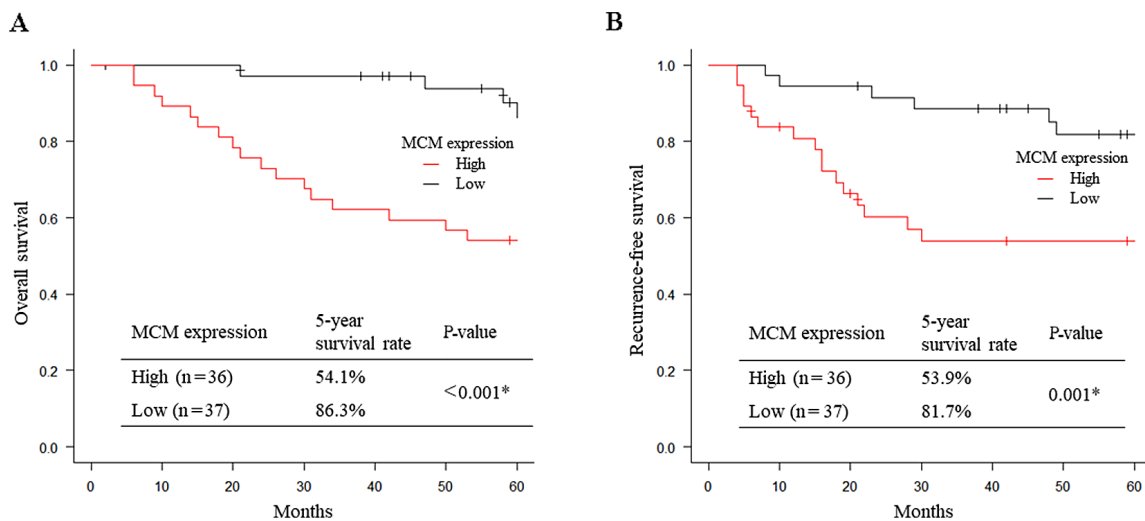 A
Overall survival
1.0
0.8
0.6
0.4
0.2
0.0
MCM expression
High
Low
MCM expression 5-year survival rate P-value
High (n=36) 54.1% <0.001*
Low (n=37) 86.3%
0 10 20 30 40 50 60
Months
B
Recurrence-free survival
1.0
0.8
0.6
0.4
0.2
0.0
MCM expression
High
Low
MCM expression 5-year survival rate P-value
High (n=36) 53.9% 0.001*
Low (n=37) 81.7%
0 10 20 30 40 50 60
Months